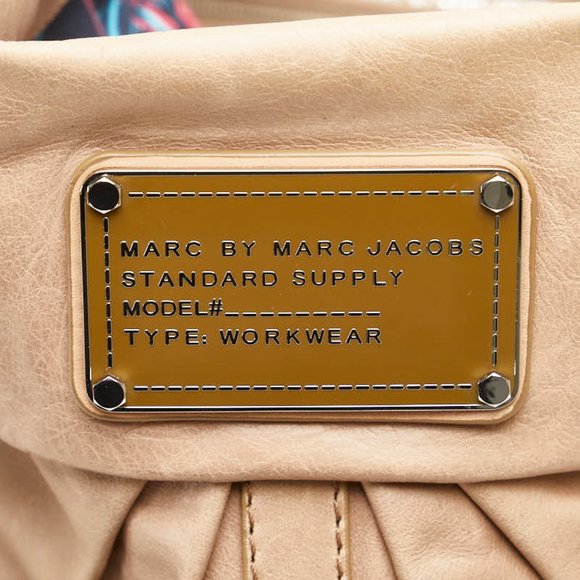 MARC BY MARC JACOBS
STANDARD SUPPLY
MODEL#_________
TYPE: WORKWEAR